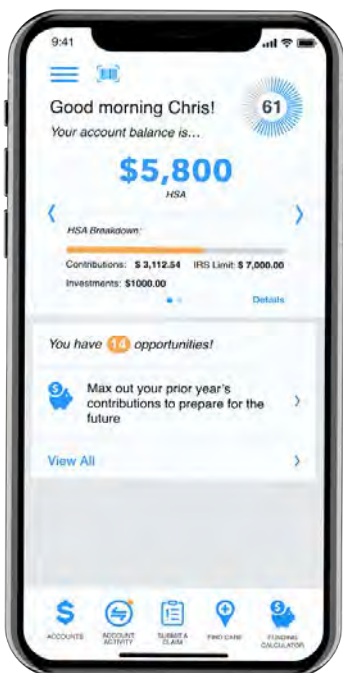 9:41
Good morning Chris!
61
Your account balance is...
$5,800
HSA
HSA Breakdown:
Contributions: $ 3,112.54 IRS Limit: $ 7,000.00
Investments: $1000.00
Details
You have 14 opportunities!
Max out your prior year's
contributions to prepare for the
future
View All
ACCOUNTS
ACCOUNT
ACTIVITY
SUBMIT A
CLAIM
FIND CARE
FUNDING
CALCULATOR